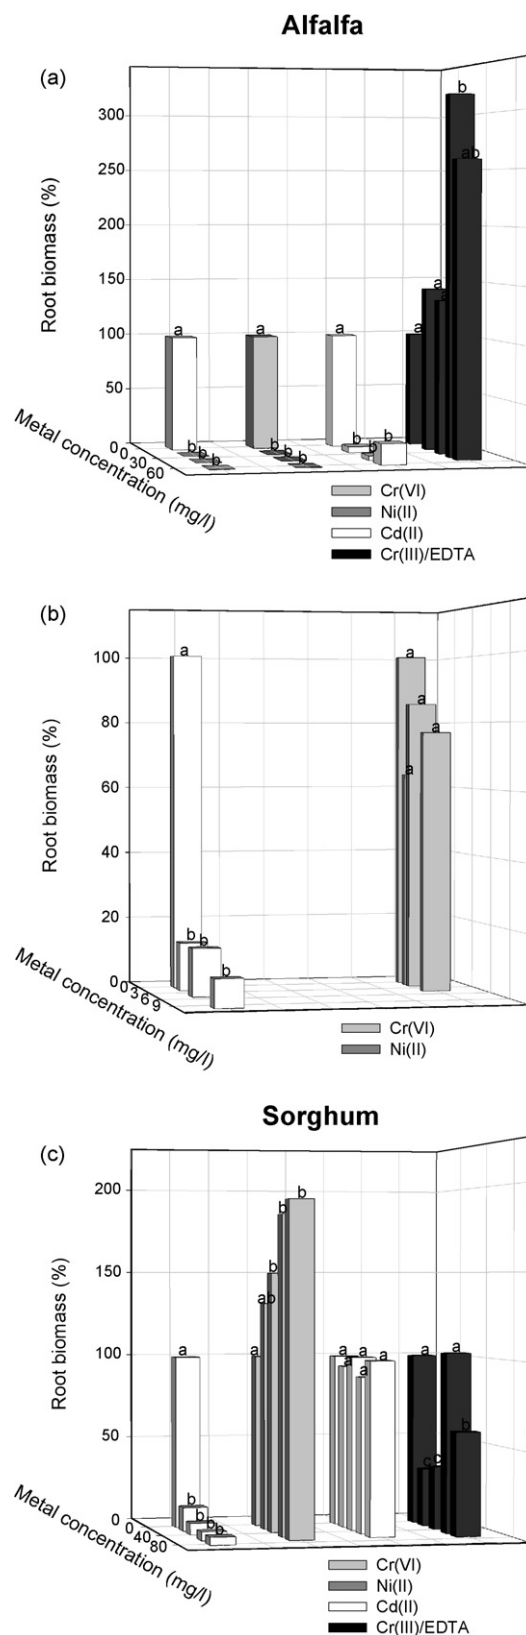 Alfalfa
(a)
300
250
200
150
100
50
0
Root biomass (%)
b
ab
a
a
a
a
a
a
b
b
b
b
b
b
b
b
b
0 30 60
Metal concentration (mg/l)
Cr(VI)
Ni(II)
Cd(II)
Cr(III)/EDTA
(b)
100
80
60
40
20
0
Root biomass (%)
a
a
a
a
a
b
b
b
0 3 6 9
Metal concentration (mg/l)
Cr(VI)
Ni(II)
Sorghum
(c)
200
150
100
50
0
Root biomass (%)
b
b
b
ab
a
a
a
a
a
a
a
a
a
b
c
c
b
b
b
b
0 40 80
Metal concentration (mg/l)
Cr(VI)
Ni(II)
Cd(II)
Cr(III)/EDTA